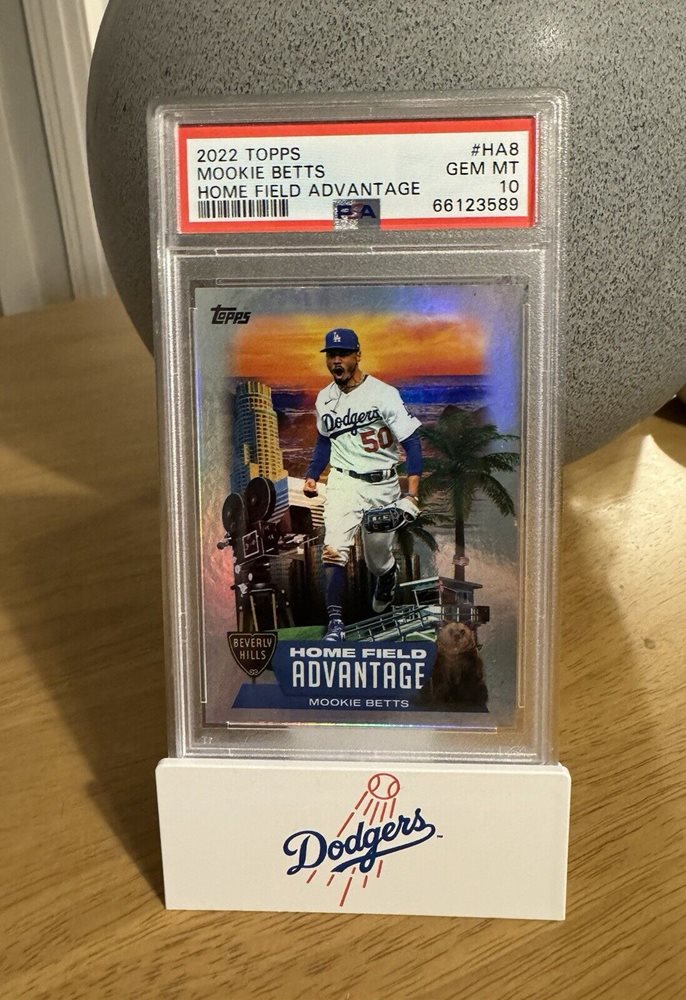 2022 TOPPS #HA8
MOOKIE BETTS GEM MT
HOME FIELD ADVANTAGE 10
PSA 66123589
Topps
LA
Dodgers
50
BEVERLY
HILLS
HOME FIELD
ADVANTAGE
MOOKIE BETTS
Dodgers